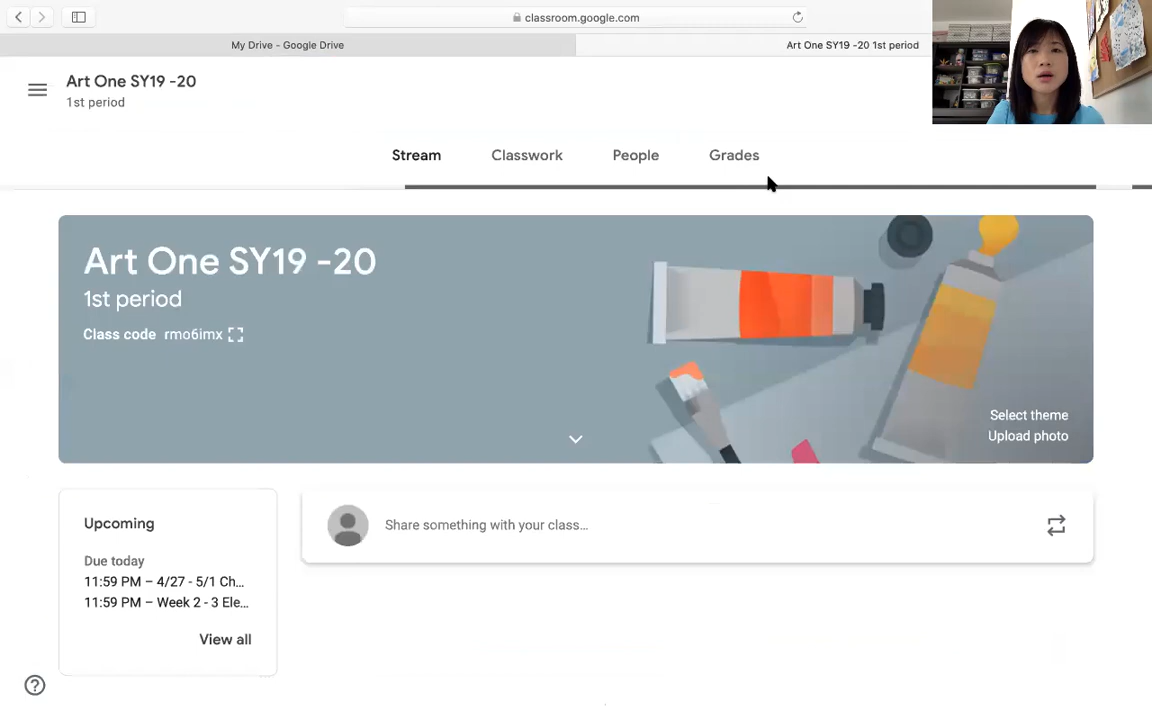 classroom.google.com
My Drive - Google Drive
Art One SY19 -20 1st period
Art One SY19 -20
1st period
Stream Classwork People Grades
Art One SY19 -20
1st period
Class code rmo6imx
Select theme
Upload photo
Upcoming
Due today
11:59 PM – 4/27 - 5/1 Ch...
11:59 PM – Week 2 - 3 Ele...
View all
Share something with your class...